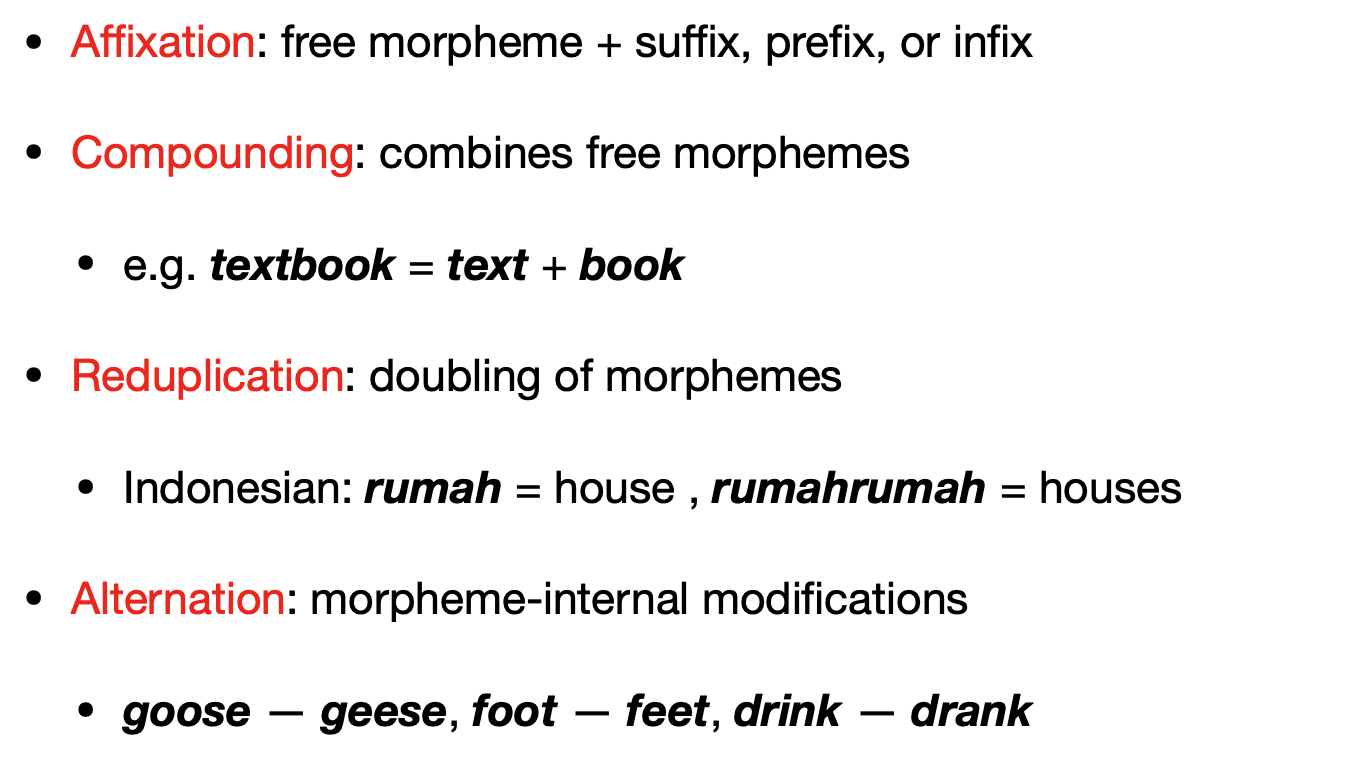 • Affixation: free morpheme + suffix, prefix, or infix
• Compounding: combines free morphemes
• e.g. textbook = text + book
• Reduplication: doubling of morphemes
• Indonesian: rumah = house , rumahrumah = houses
• Alternation: morpheme-internal modifications
• goose — geese, foot — feet, drink — drank